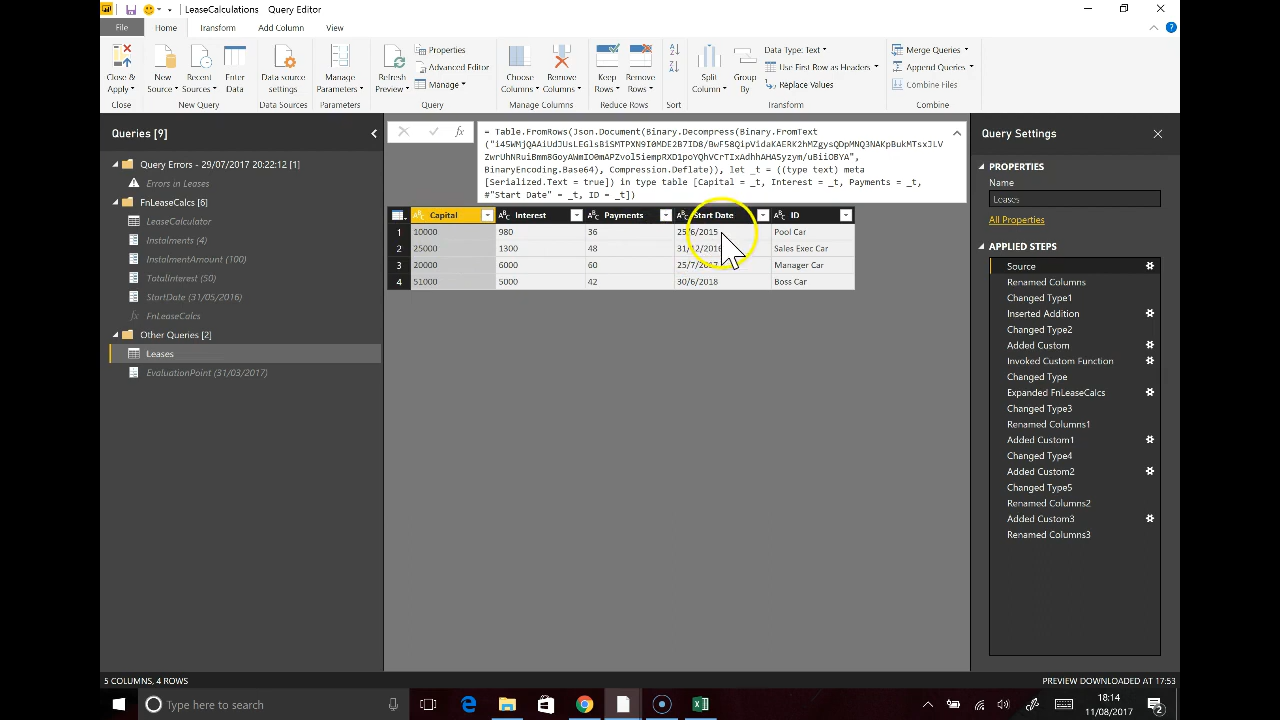 LeaseCalculations - Query Editor
File Home Transform Add Column View
Close & Apply
New Source
Recent Sources
Enter Data
Data source settings
Manage Parameters
Refresh Preview
Properties
Advanced Editor
Manage
Choose Columns
Remove Columns
Keep Rows
Remove Rows
Split Column
Group By
Data Type: Text
Use First Row as Headers
Replace Values
Merge Queries
Append Queries
Combine Files
Close New Query Data Sources Parameters Query Manage Columns Reduce Rows Sort Transform Combine
Queries [9]
Query Errors - 29/07/2017 20:22:12 [1]
Errors in Leases
FnLeaseCalcs [6]
LeaseCalculator
Instalments (4)
InstalmentAmount (100)
TotalInterest (50)
StartDate (31/05/2016)
fx FnLeaseCalcs
Other Queries [2]
Leases
EvaluationPoint (31/03/2017)
fx
= Table.FromRows(Json.Document(Binary.Decompress(Binary.FromText
BinaryEncoding.Base64), Compression.Deflate)), let _t = ((type text) meta
[Serialized.Text = true]) in type table [Capital = _t, Interest = _t, Payments = _t,
#"Start Date" = _t, ID = _t])
Capital Interest Payments Start Date ID
1 10000 980 36 25/6/2015 Pool Car
2 25000 1300 48 31/12/2016 Sales Exec Car
3 20000 6000 60 25/7/2017 Manager Car
4 51000 5000 42 30/6/2018 Boss Car
Query Settings
PROPERTIES
Name
Leases
All Properties
APPLIED STEPS
Source
Renamed Columns
Changed Type1
Inserted Addition
Changed Type2
Added Custom
Invoked Custom Function
Changed Type
Expanded FnLeaseCalcs
Changed Type3
Renamed Columns1
Added Custom1
Changed Type4
Added Custom2
Changed Type5
Renamed Columns2
Added Custom3
Renamed Columns3
5 COLUMNS, 4 ROWS
PREVIEW DOWNLOADED AT 17:53
Type here to search
18:14
11/08/2017
2